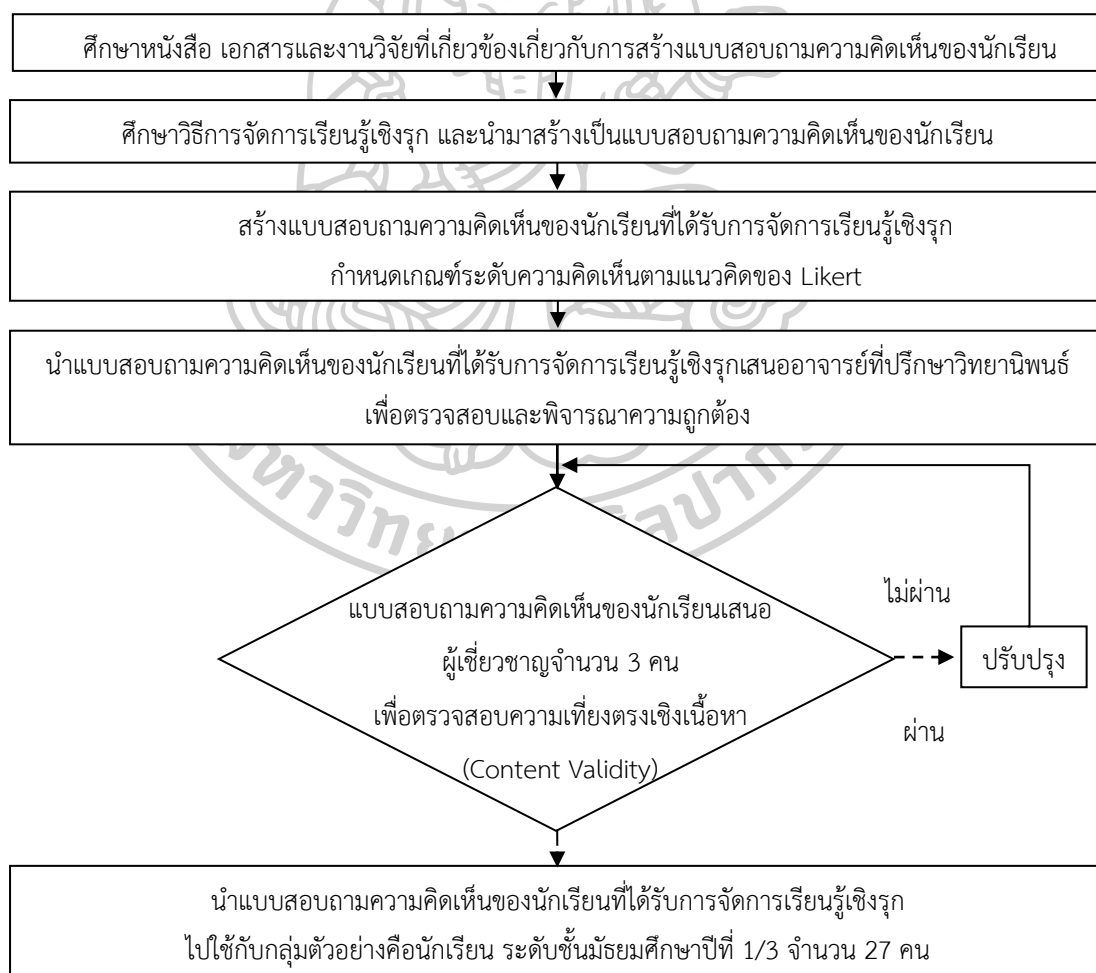 ศึกษาหนังสือ เอกสารและงานวิจัยที่เกี่ยวข้องเกี่ยวกับการสร้างแบบสอบถามความคิดเห็นของนักเรียน
ศึกษาวิธีการจัดการเรียนรู้เชิงรุก และนำมาสร้างเป็นแบบสอบถามความคิดเห็นของนักเรียน
สร้างแบบสอบถามความคิดเห็นของนักเรียนที่ได้รับการจัดการเรียนรู้เชิงรุก
กำหนดเกณฑ์ระดับความคิดเห็นตามแนวคิดของ Likert
นำแบบสอบถามความคิดเห็นของนักเรียนที่ได้รับการจัดการเรียนรู้เชิงรุกเสนออาจารย์ที่ปรึกษาวิทยานิพนธ์
เพื่อตรวจสอบและพิจารณาความถูกต้อง
แบบสอบถามความคิดเห็นของนักเรียนเสนอ
ผู้เชี่ยวชาญจำนวน 3 คน
เพื่อตรวจสอบความเที่ยงตรงเชิงเนื้อหา
(Content Validity)
ไม่ผ่าน
ปรับปรุง
ผ่าน
นำแบบสอบถามความคิดเห็นของนักเรียนที่ได้รับการจัดการเรียนรู้เชิงรุก
ไปใช้กับกลุ่มตัวอย่างคือนักเรียน ระดับชั้นมัธยมศึกษาปีที่ 1/3 จำนวน 27 คน